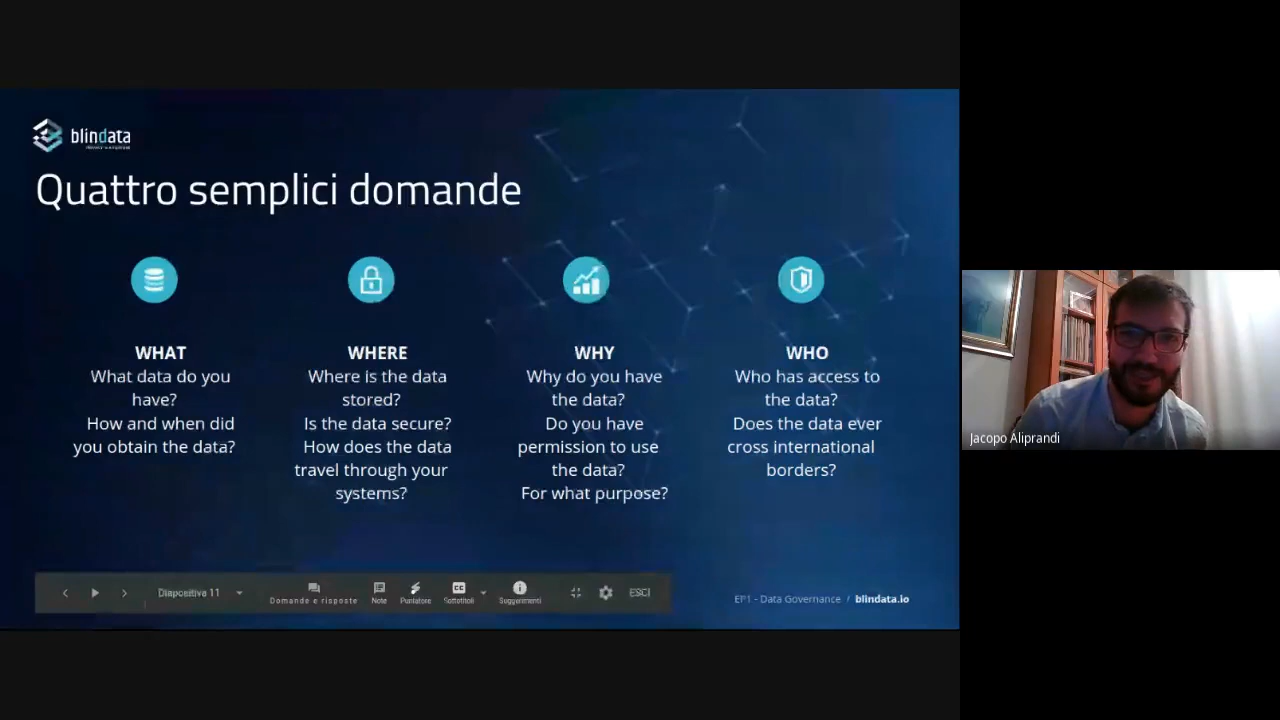 blindata
Quattro semplici domande
WHAT
What data do you
have?
How and when did
you obtain the data?
WHERE
Where is the data
stored?
Is the data secure?
How does the data
travel through your
systems?
WHY
Why do you have
the data?
Do you have
permission to use
the data?
For what purpose?
WHO
Who has access to
the data?
Does the data ever
cross international
borders?
Jacopo Aliprandi
Diapositiva 11
Domande e risposte
Note
Puntatore
CC
Sottotitoli
Suggerimenti
ESCI
EP1 - Data Governance / blindata.io